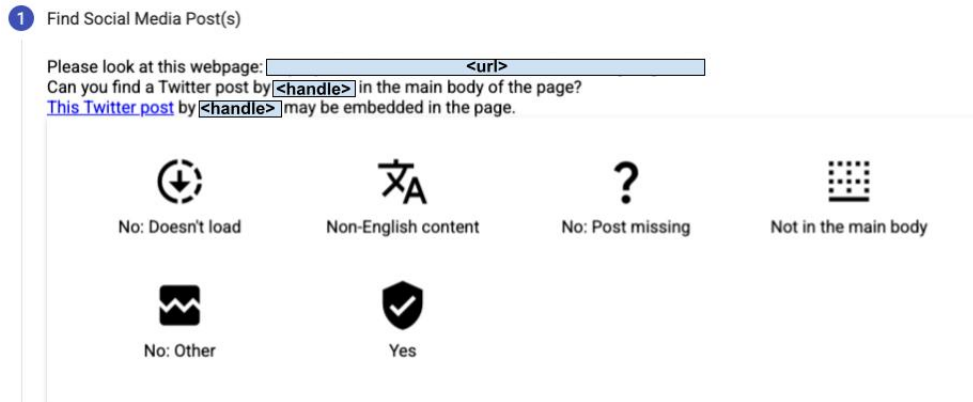 1 Find Social Media Post(s)
Please look at this webpage: <url>
Can you find a Twitter post by <handle> in the main body of the page?
This Twitter post by <handle> may be embedded in the page.
No: Doesn't load
Non-English content
No: Post missing
Not in the main body
No: Other
Yes